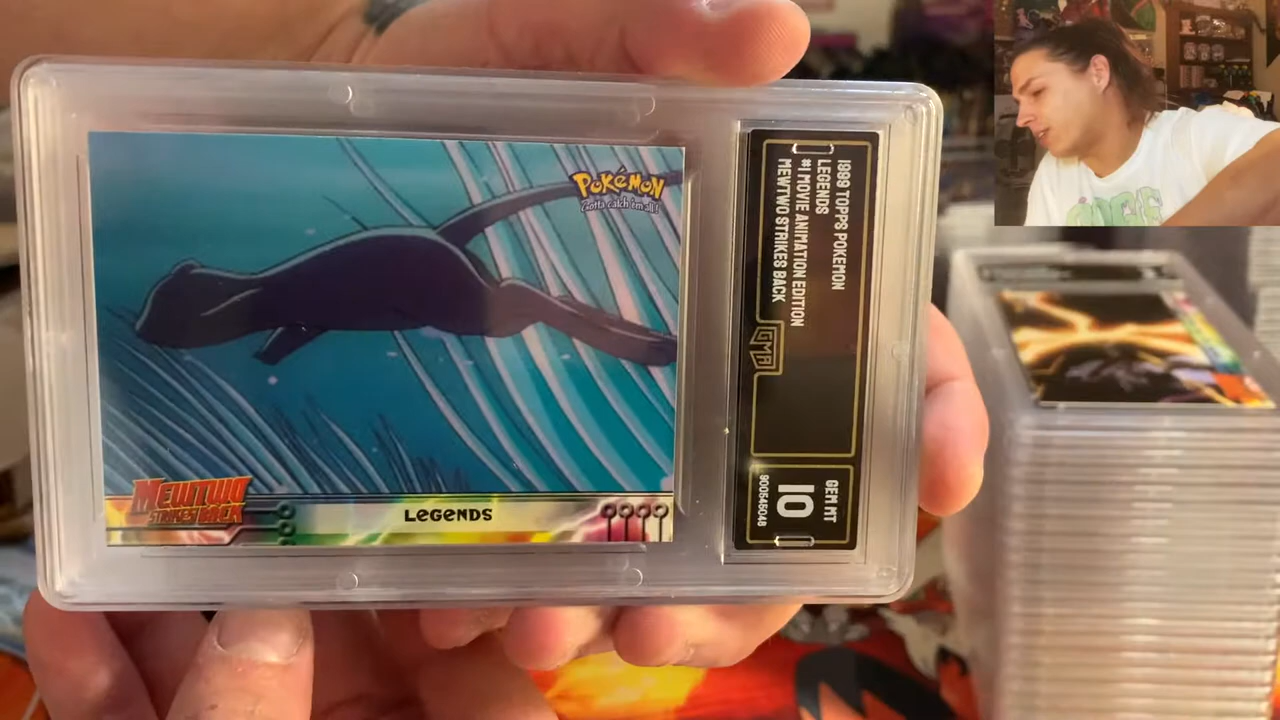 Pokémon
Gotta catch 'em all!
MEWTWO
STRIKES BACK
LEGENDS
1999 TOPPS POKEMON
LEGENDS
#1 MOVIE ANIMATION EDITION
MEWTWO STRIKES BACK
GMA
GEM MT
10
900545048